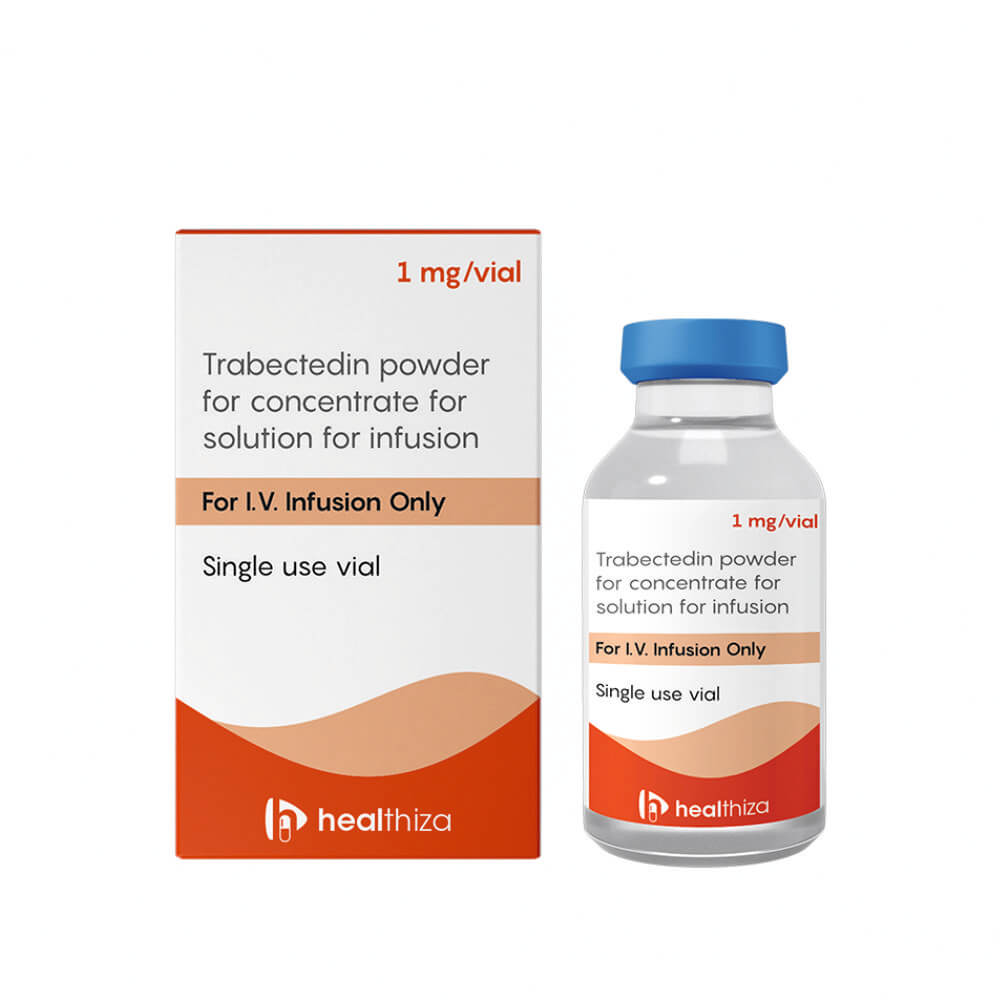 1 mg/vial
Trabectedin powder
for concentrate for
solution for infusion
For I.V. Infusion Only
Single use vial
healthiza
1 mg/vial
Trabectedin powder
for concentrate for
solution for infusion
For I.V. Infusion Only
Single use vial
healthiza